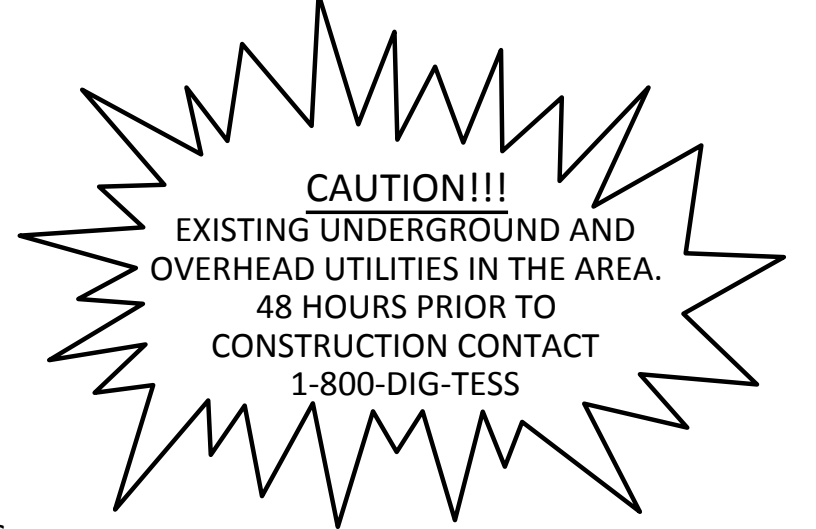 CAUTION!!!
EXISTING UNDERGROUND AND
OVERHEAD UTILITIES IN THE AREA.
48 HOURS PRIOR TO
CONSTRUCTION CONTACT
1-800-DIG-TESS